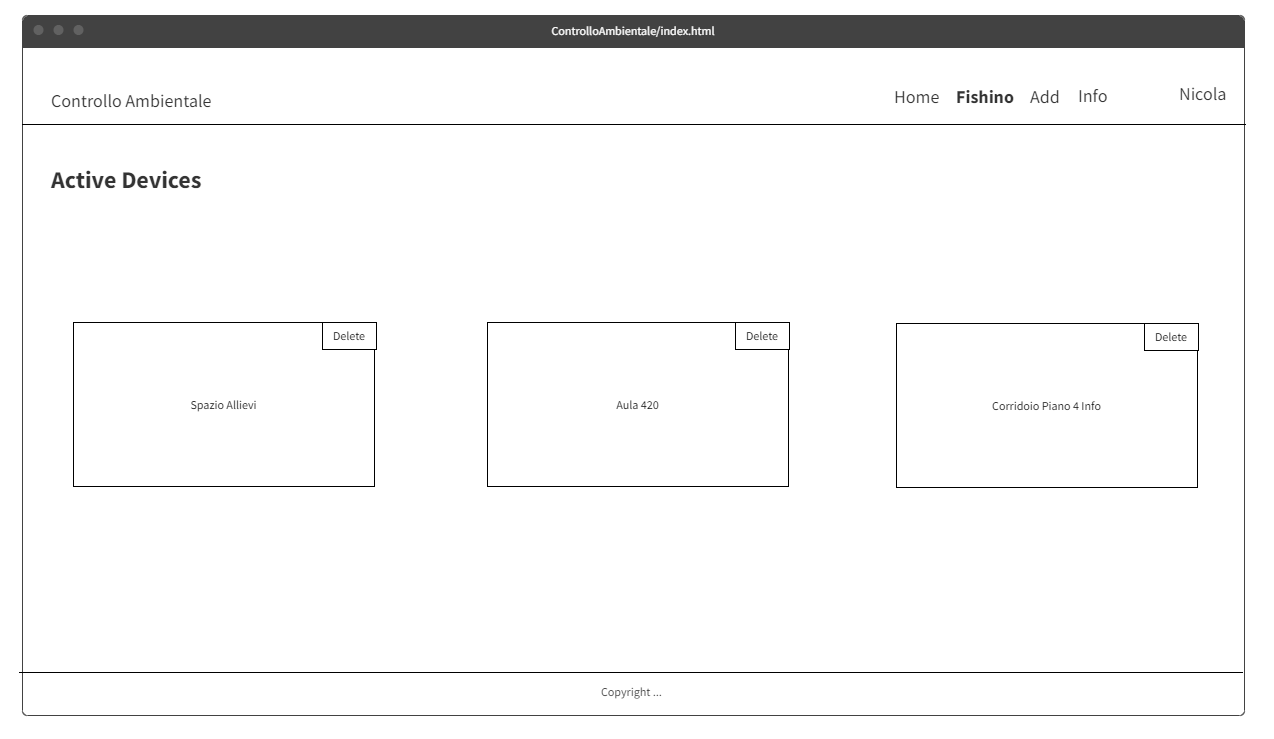 ControlloAmbientale/index.html
Controllo Ambientale
Home Fishino Add Info Nicola
Active Devices
Delete Delete Delete
Spazio Allievi Aula 420 Corridoio Piano 4 Info
Copyright ...